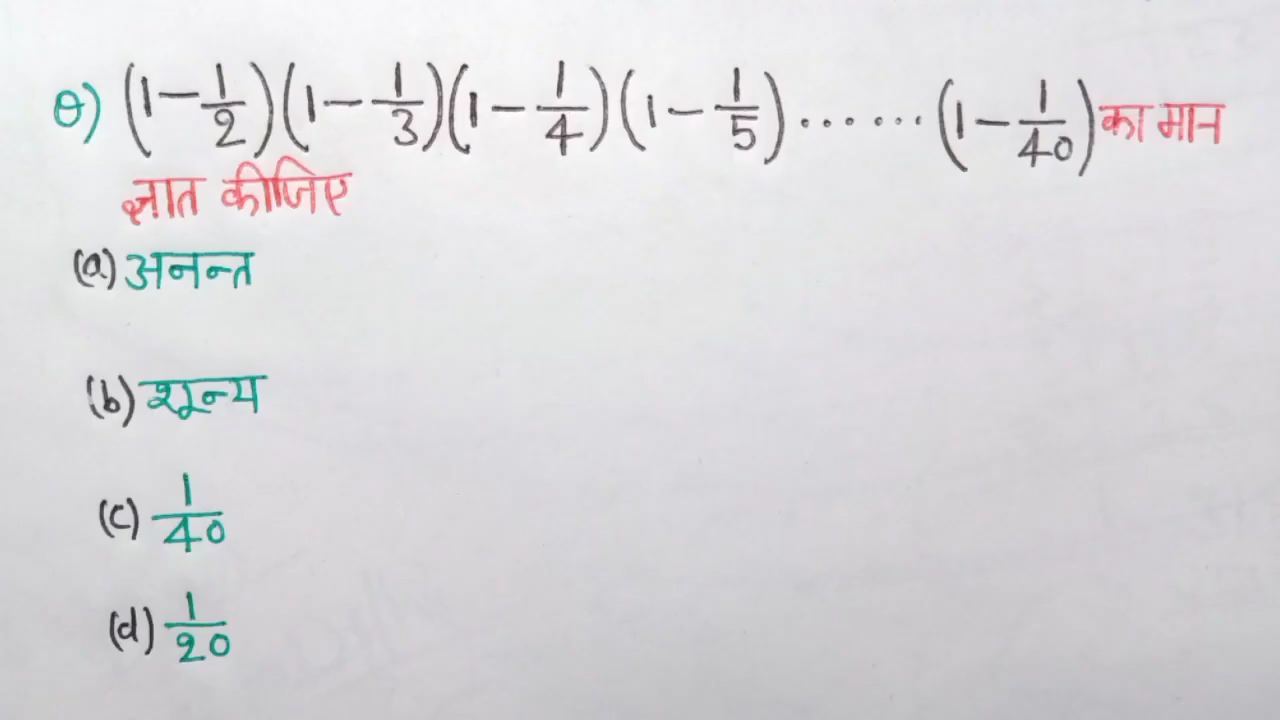 Q) (1-1/2)(1-1/3)(1-1/4)(1-1/5).......(1-1/40) का मान
ज्ञात कीजिए
(a) अनन्त
(b) शून्य
(c) 1/40
(d) 1/20